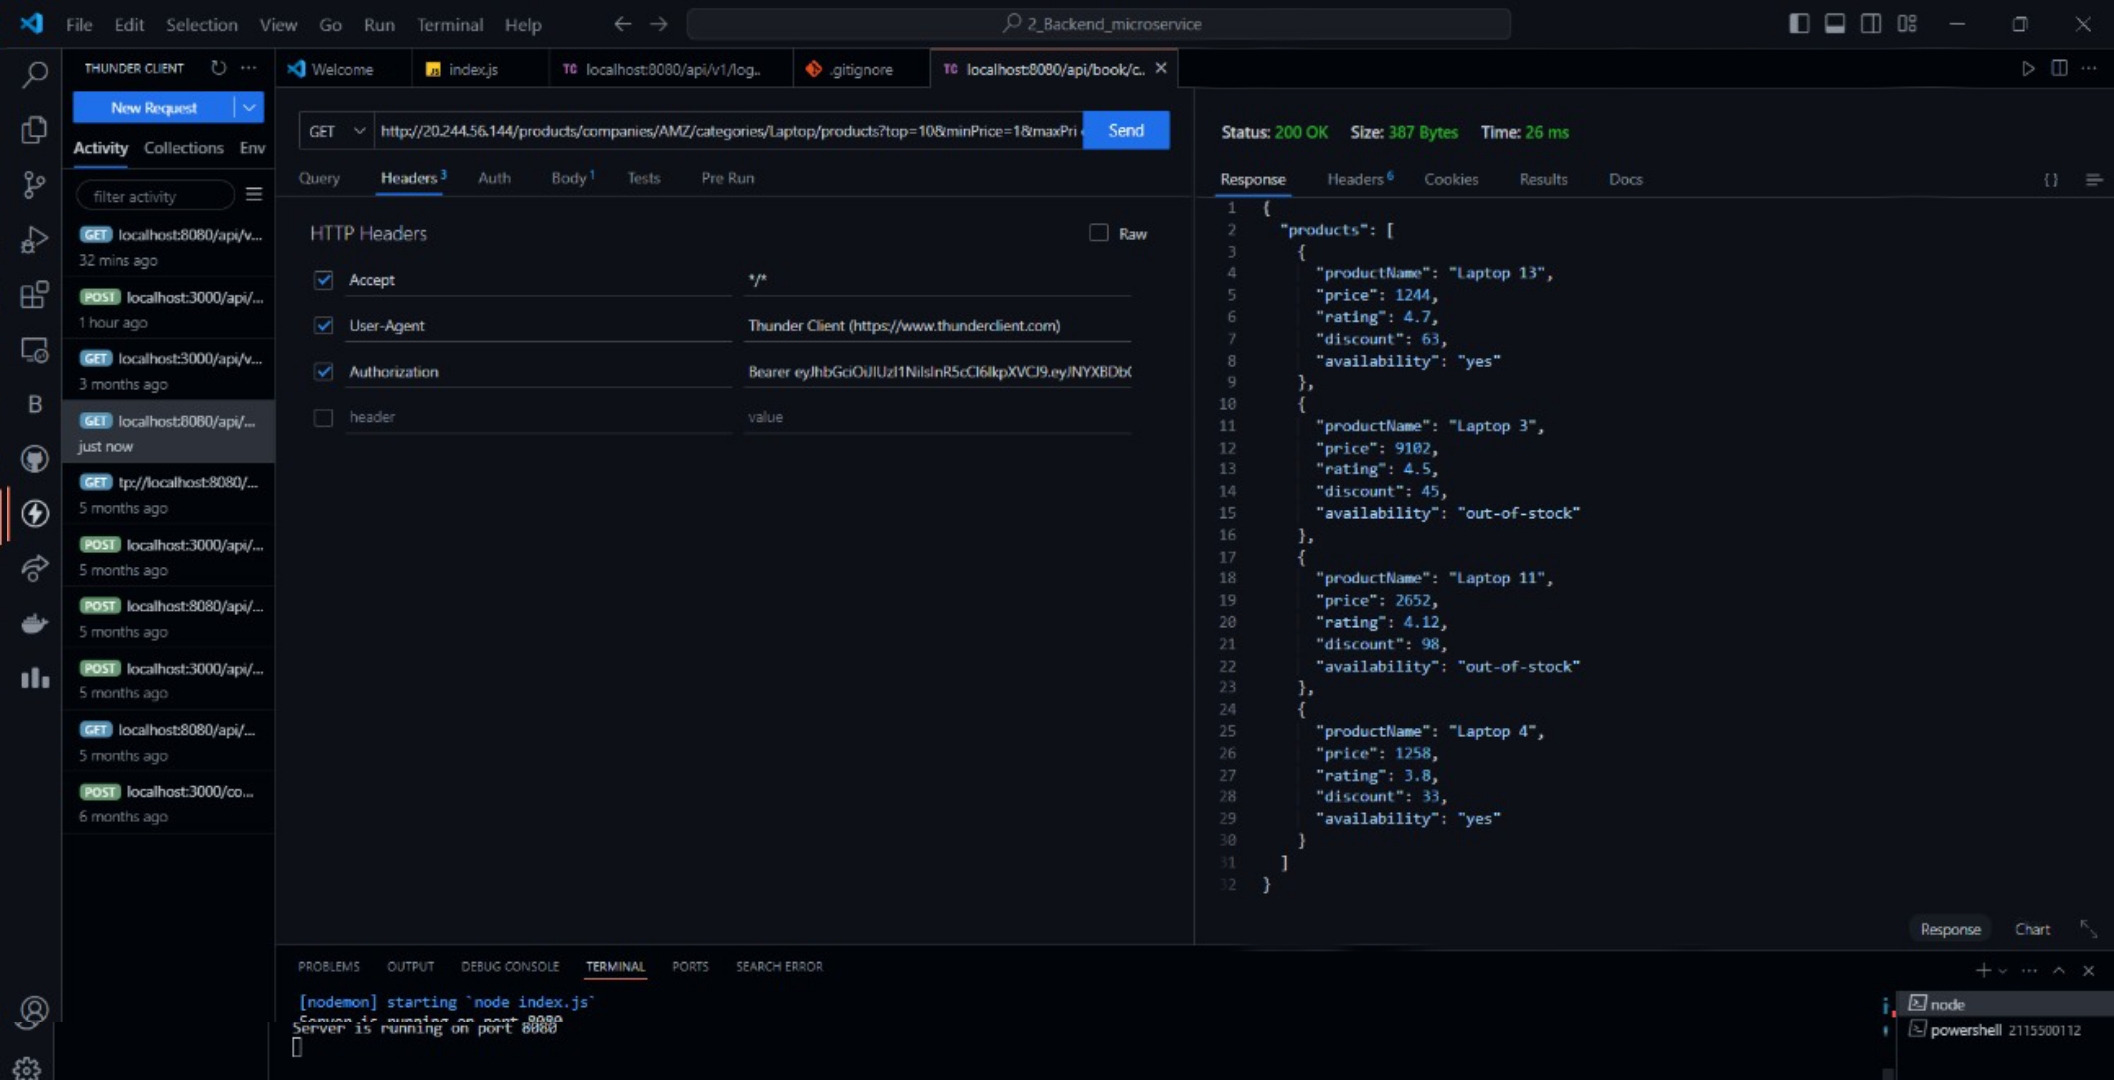 File Edit Selection View Go Run Terminal Help
2_Backend_microservice
THUNDER CLIENT
New Request
Activity Collections Env
filter activity
GET localhost:8080/api/v...
32 mins ago
POST localhost:3000/api/...
1 hour ago
GET localhost:3000/api/v...
3 months ago
GET localhost:8080/api/...
just now
GET tp://localhost:8080/...
5 months ago
POST localhost:3000/api/...
5 months ago
POST localhost:8080/api/...
5 months ago
POST localhost:3000/api/...
5 months ago
GET localhost:8080/api/...
5 months ago
POST localhost:3000/co...
6 months ago
B
Welcome
JS index.js
TC localhost:8080/api/v1/log..
.gitignore
TC localhost:8080/api/book/c..
GET http://20.244.56.144/products/companies/AMZ/categories/Laptop/products?top=10&minPrice=1&maxPri Send
Query Headers 3 Auth Body 1 Tests Pre Run
HTTP Headers Raw
Accept */*
User-Agent Thunder Client (https://www.thunderclient.com)
Authorization Bearer
header value
Status: 200 OK Size: 387 Bytes Time: 26 ms
Response Headers 6 Cookies Results Docs {}
1 {
2 "products": [
3 {
4 "productName": "Laptop 13",
5 "price": 1244,
6 "rating": 4.7,
7 "discount": 63,
8 "availability": "yes"
9 },
10 {
11 "productName": "Laptop 3",
12 "price": 9102,
13 "rating": 4.5,
14 "discount": 45,
15 "availability": "out-of-stock"
16 },
17 {
18 "productName": "Laptop 11",
19 "price": 2652,
20 "rating": 4.12,
21 "discount": 98,
22 "availability": "out-of-stock"
23 },
24 {
25 "productName": "Laptop 4",
26 "price": 1258,
27 "rating": 3.8,
28 "discount": 33,
29 "availability": "yes"
30 }
31 ]
32 }
Response Chart
PROBLEMS OUTPUT DEBUG CONSOLE TERMINAL PORTS SEARCH ERROR
[nodemon] starting `node index.js`
Server is running on port 8080
Server is running on port 8080
node
powershell 2115500112